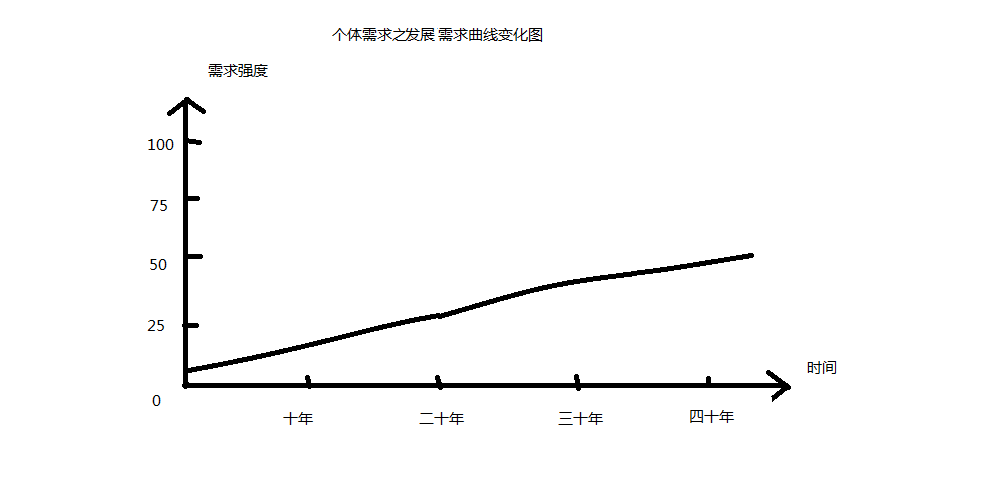 个体需求之发展 需求曲线变化图
需求强度
100
75
50
25
0
时间
十年
二十年
三十年
四十年